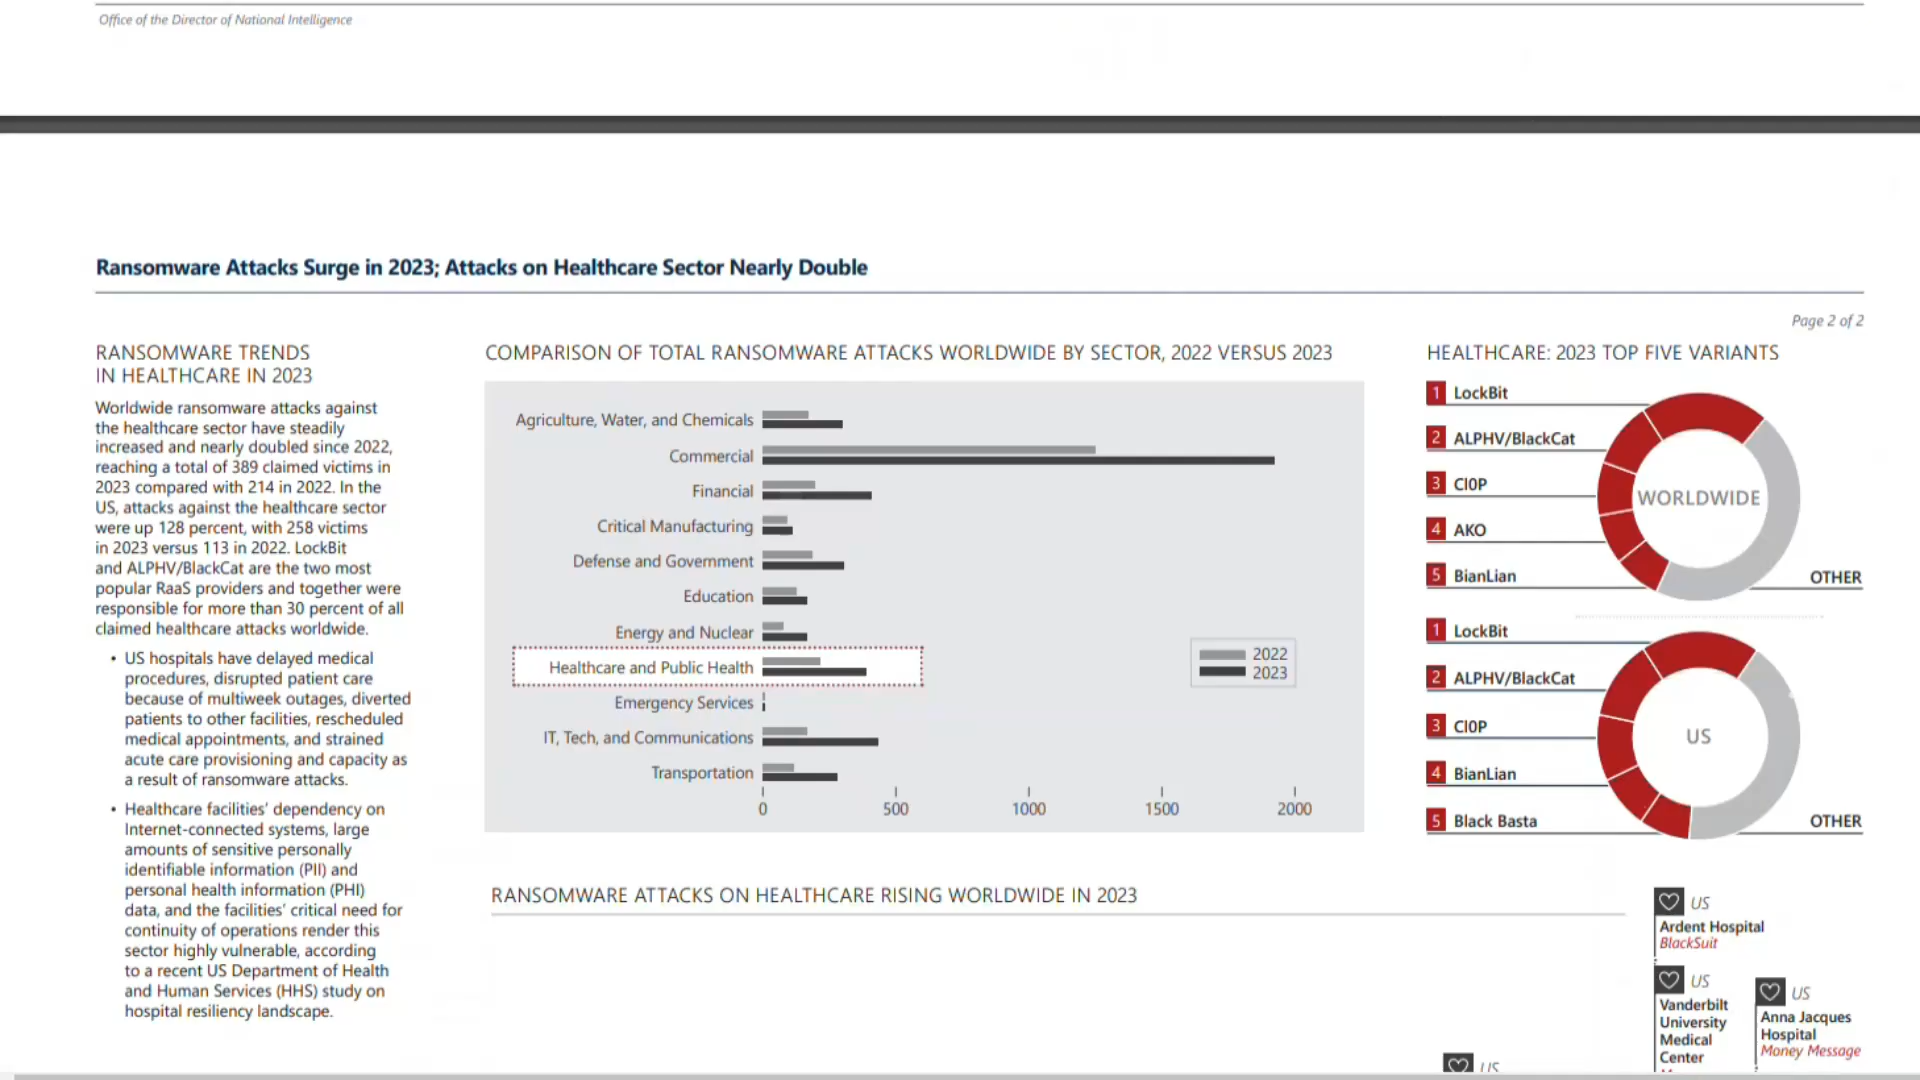 Office of the Director of National Intelligence
Ransomware Attacks Surge in 2023; Attacks on Healthcare Sector Nearly Double
Page 2 of 2
RANSOMWARE TRENDS
IN HEALTHCARE IN 2023
Worldwide ransomware attacks against
the healthcare sector have steadily
increased and nearly doubled since 2022,
reaching a total of 389 claimed victims in
2023 compared with 214 in 2022. In the
US, attacks against the healthcare sector
were up 128 percent, with 258 victims
in 2023 versus 113 in 2022. LockBit
and ALPHV/BlackCat are the two most
popular RaaS providers and together were
responsible for more than 30 percent of all
claimed healthcare attacks worldwide.
• US hospitals have delayed medical
procedures, disrupted patient care
because of multiweek outages, diverted
patients to other facilities, rescheduled
medical appointments, and strained
acute care provisioning and capacity as
a result of ransomware attacks.
• Healthcare facilities’ dependency on
Internet-connected systems, large
amounts of sensitive personally
identifiable information (PII) and
personal health information (PHI)
data, and the facilities’ critical need for
continuity of operations render this
sector highly vulnerable, according
to a recent US Department of Health
and Human Services (HHS) study on
hospital resiliency landscape.
COMPARISON OF TOTAL RANSOMWARE ATTACKS WORLDWIDE BY SECTOR, 2022 VERSUS 2023
Agriculture, Water, and Chemicals
Commercial
Financial
Critical Manufacturing
Defense and Government
Education
Energy and Nuclear
Healthcare and Public Health
Emergency Services
IT, Tech, and Communications
Transportation
2022
2023
0 500 1000 1500 2000
HEALTHCARE: 2023 TOP FIVE VARIANTS
1 LockBit
2 ALPHV/BlackCat
3 Cl0P
4 AKO
5 BianLian
WORLDWIDE
OTHER
1 LockBit
2 ALPHV/BlackCat
3 Cl0P
4 BianLian
5 Black Basta
US
OTHER
RANSOMWARE ATTACKS ON HEALTHCARE RISING WORLDWIDE IN 2023
US
Ardent Hospital
BlackSuit
US
Vanderbilt
University
Medical
Center
US
Anna Jacques
Hospital
Money Message
US